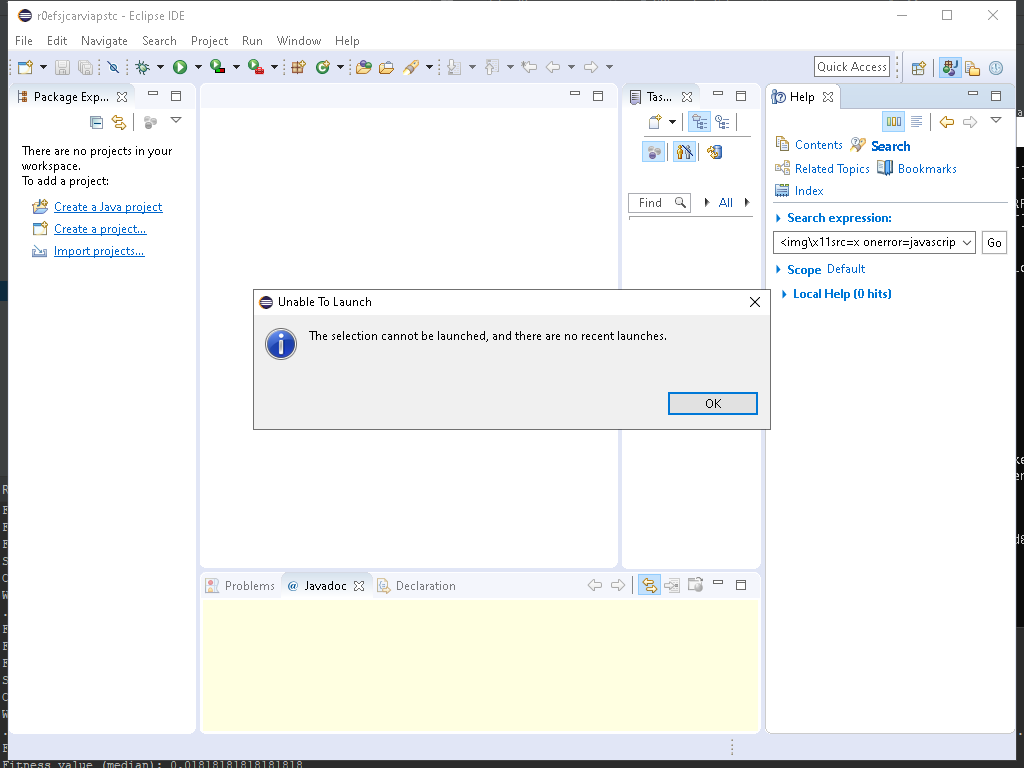 r0efsjcarviapstc - Eclipse IDE
File Edit Navigate Search Project Run Window Help
Quick Access
Package Exp...
There are no projects in your
workspace.
To add a project:
Create a Java project
Create a project...
Import projects...
Tas...
Find
All
Help
Contents
Search
Related Topics
Bookmarks
Index
Search expression:
<img\x11src=x onerror=javascrip
Go
Scope Default
Local Help (0 hits)
Unable To Launch
The selection cannot be launched, and there are no recent launches.
OK
Problems
@ Javadoc
Declaration
Fitness value (median): 0.01818181818181818